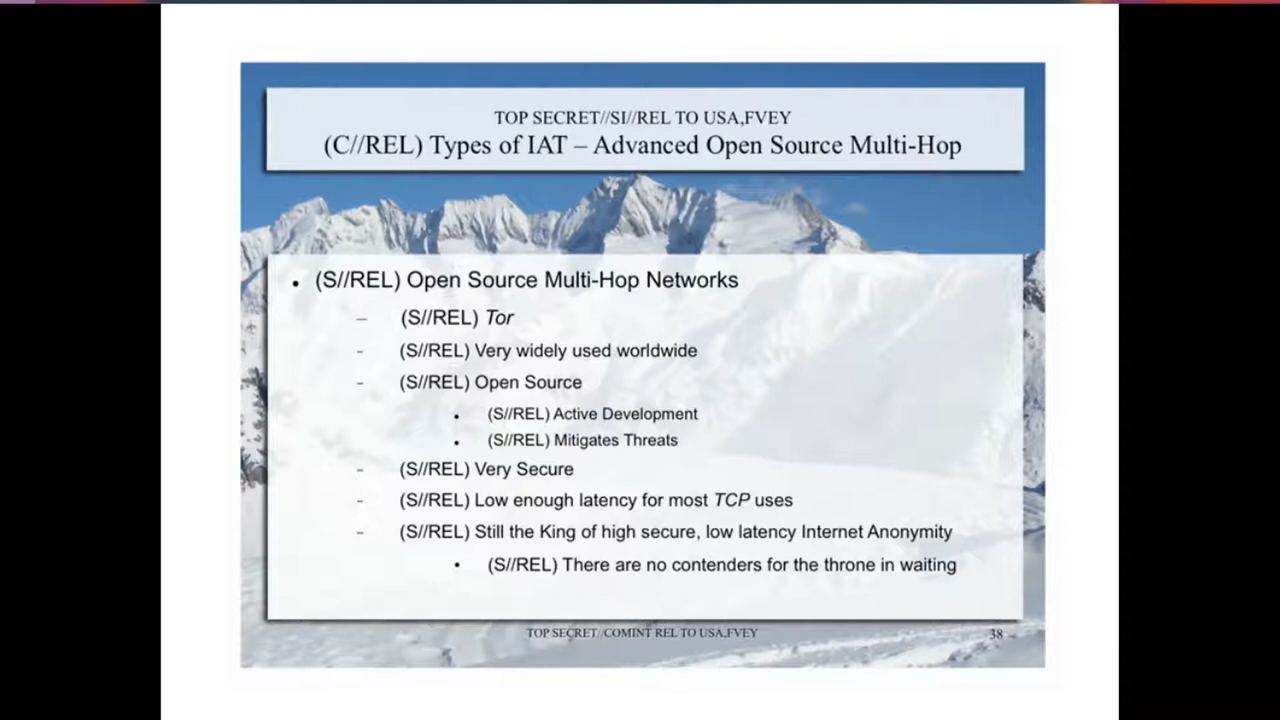 TOP SECRET//SI//REL TO USA,FVEY
(C//REL) Types of IAT – Advanced Open Source Multi-Hop
• (S//REL) Open Source Multi-Hop Networks
– (S//REL) Tor
- (S//REL) Very widely used worldwide
- (S//REL) Open Source
• (S//REL) Active Development
• (S//REL) Mitigates Threats
- (S//REL) Very Secure
- (S//REL) Low enough latency for most TCP uses
- (S//REL) Still the King of high secure, low latency Internet Anonymity
• (S//REL) There are no contenders for the throne in waiting
TOP SECRET//COMINT REL TO USA,FVEY
38